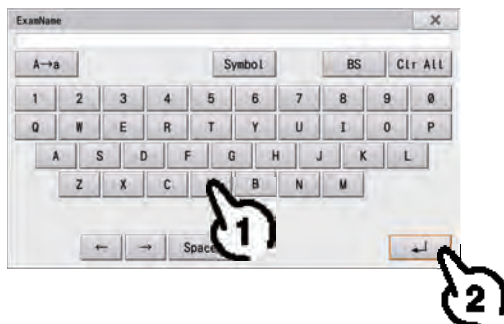 ExamName ×
A→a Symbol BS Clr All
1 2 3 4 5 6 7 8 9 0
Q W E R T Y U I O P
A S D F G H J K L
Z X C B N M
← → Space ↵
1
2